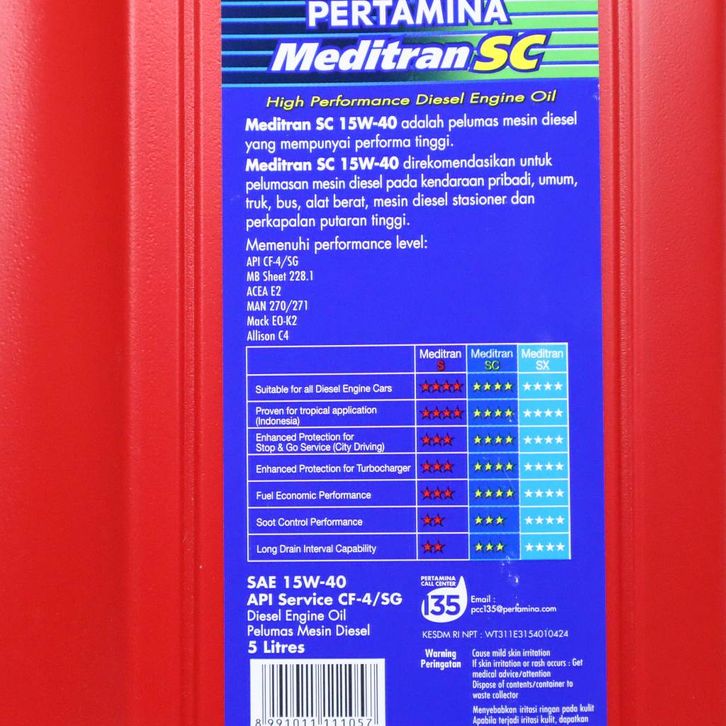 PERTAMINA
Meditran SC
High Performance Diesel Engine Oil
Meditran SC 15W-40 adalah pelumas mesin diesel
yang mempunyai performa tinggi.
Meditran SC 15W-40 direkomendasikan untuk
pelumasan mesin diesel pada kendaraan pribadi, umum,
truk, bus, alat berat, mesin diesel stasioner dan
perkapalan putaran tinggi.
Memenuhi performance level:
API CF-4/SG
MB Sheet 228.1
ACEA E2
MAN 270/271
Mack EO-K2
Allison C4
Meditran S Meditran SC Meditran SX
Suitable for all Diesel Engine Cars ★★★★ ★★★★ ★★★★
Proven for tropical application
(Indonesia) ★★★★ ★★★★ ★★★★
Enhanced Protection for
Stop & Go Service (City Driving) ★★★ ★★★★ ★★★★
Enhanced Protection for Turbocharger ★★★ ★★★★ ★★★★
Fuel Economic Performance ★★★ ★★★★ ★★★★
Soot Control Performance ★★ ★★★ ★★★★
Long Drain Interval Capability ★★ ★★★ ★★★★
SAE 15W-40
API Service CF-4/SG
Diesel Engine Oil
Pelumas Mesin Diesel
5 Litres
8 991011 111057
PERTAMINA
CALL CENTER
135
Email :
pcc135@pertamina.com
KESDM RI NPT : WT311E3154010424
Warning
Peringatan
Cause mild skin irritation
If skin irritation or rash occurs : Get
medical advice/attention
Dispose of contents/container to
waste collector
Menyebabkan iritasi ringan pada kulit
Apabila terjadi iritasi kulit, dapatkan